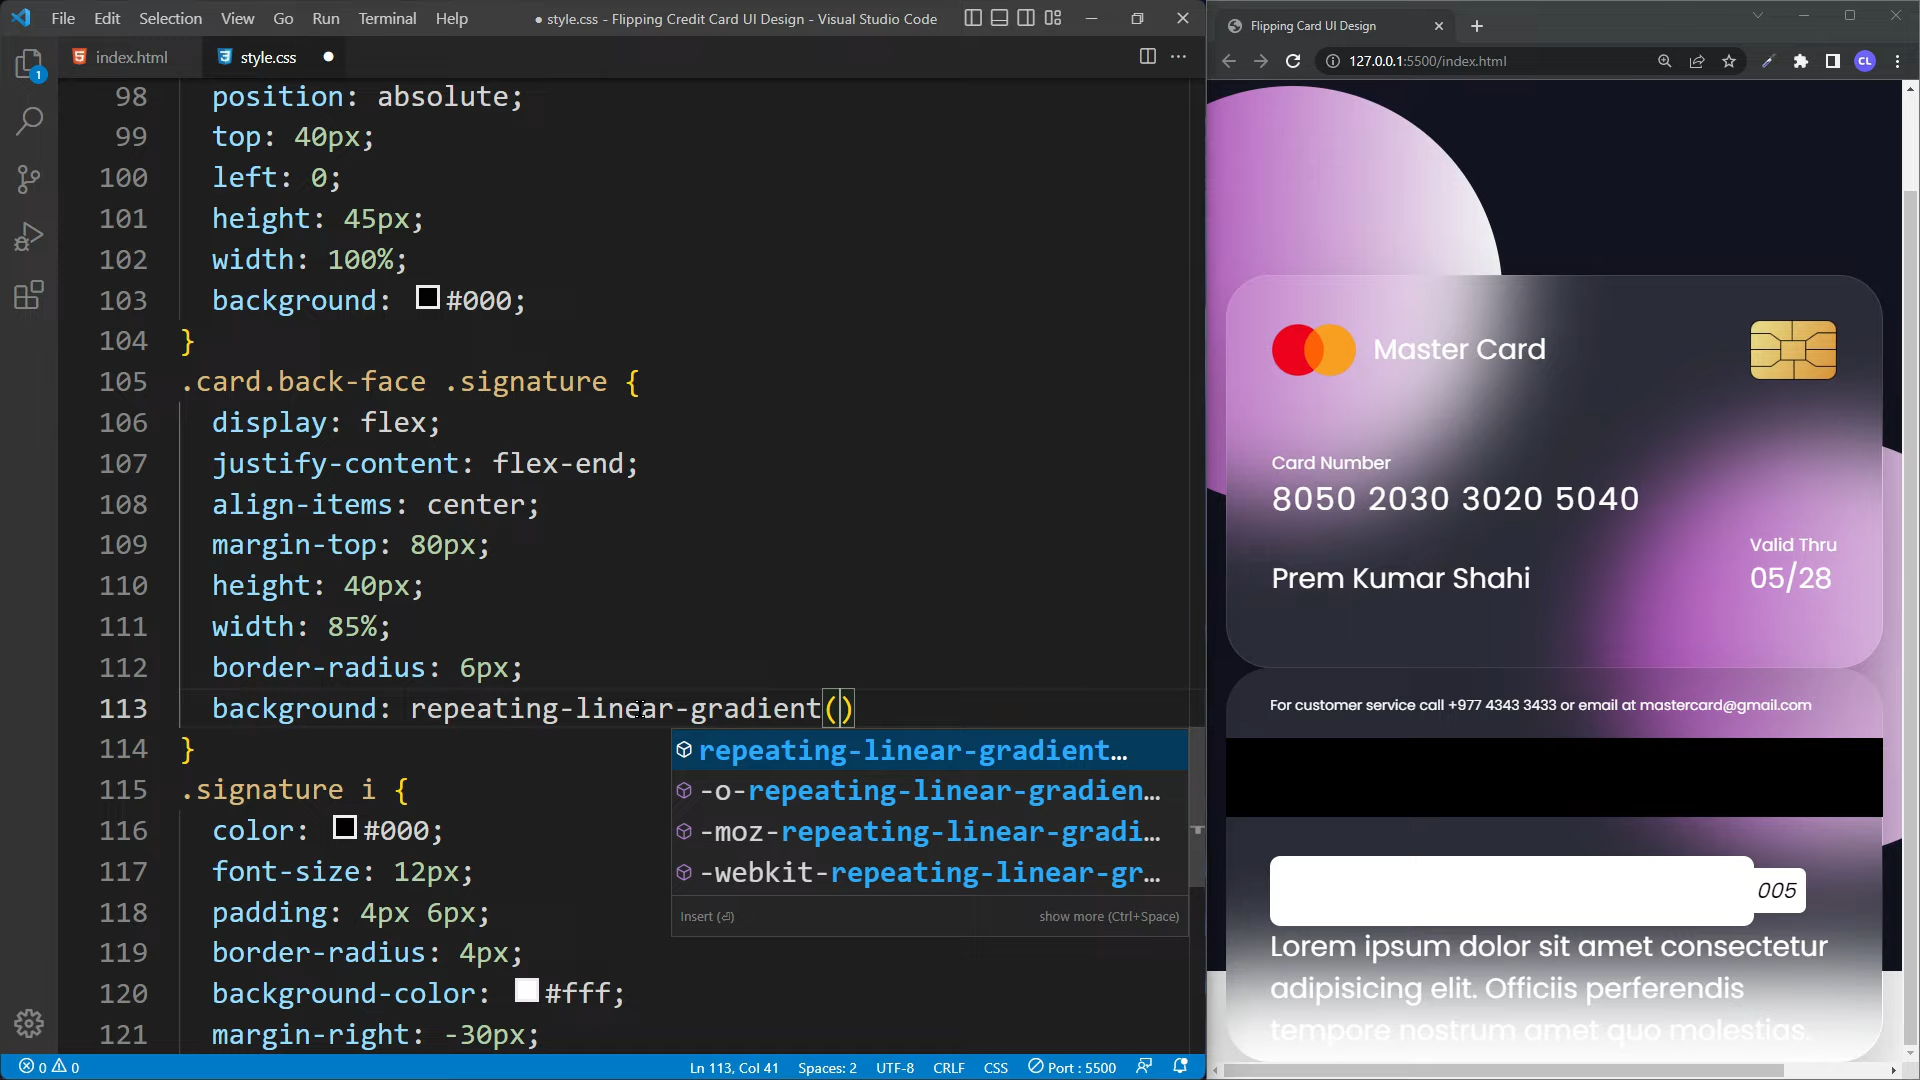 File Edit Selection View Go Run Terminal Help
● style.css - Flipping Credit Card UI Design - Visual Studio Code
index.html
style.css ●
1
98 position: absolute;
99 top: 40px;
100 left: 0;
101 height: 45px;
102 width: 100%;
103 background: #000;
104 }
105 .card.back-face .signature {
106 display: flex;
107 justify-content: flex-end;
108 align-items: center;
109 margin-top: 80px;
110 height: 40px;
111 width: 85%;
112 border-radius: 6px;
113 background: repeating-linear-gradient()
114 }
115 .signature i {
116 color: #000;
117 font-size: 12px;
118 padding: 4px 6px;
119 border-radius: 4px;
120 background-color: #fff;
121 margin-right: -30px;
repeating-linear-gradient…
-o-repeating-linear-gradien…
-moz-repeating-linear-gradi…
-webkit-repeating-linear-gr…
Insert (⏎) show more (Ctrl+Space)
0 0 Ln 113, Col 41 Spaces: 2 UTF-8 CRLF CSS Port : 5500
Flipping Card UI Design
127.0.0.1:5500/index.html
CL
Master Card
Card Number
8050 2030 3020 5040
Valid Thru
Prem Kumar Shahi 05/28
For customer service call +977 4343 3433 or email at mastercard@gmail.com
005
Lorem ipsum dolor sit amet consectetur
adipisicing elit. Officiis perferendis
tempore nostrum amet quo molestias.